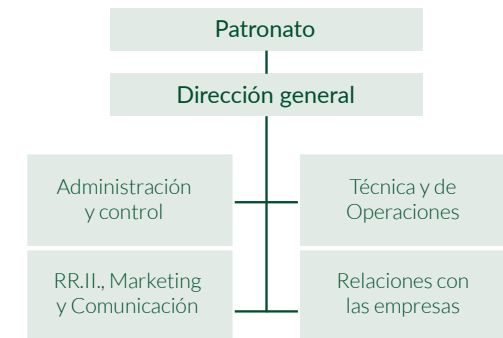 Patronato
Dirección general
Administración
y control
Técnica y de
Operaciones
RR.II., Marketing
y Comunicación
Relaciones con
las empresas